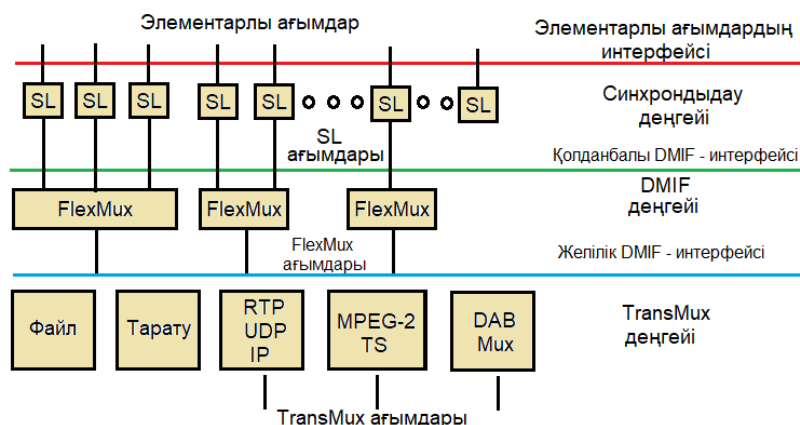 Элементарлы ағымдар
Элементарлы ағымдардың
интерфейсі
SL SL SL SL SL SL SL
Синхрондыдау
деңгейі
SL
ағымдары
Қолданбалы DMIF - интерфейсі
DMIF
деңгейі
FlexMux FlexMux FlexMux
FlexMux
ағымдары
Желілік DMIF - интерфейсі
Файл
Тарату
RTP
UDP
IP
MPEG-2
TS
DAB
Mux
TransMux
деңгейі
TransMux ағымдары